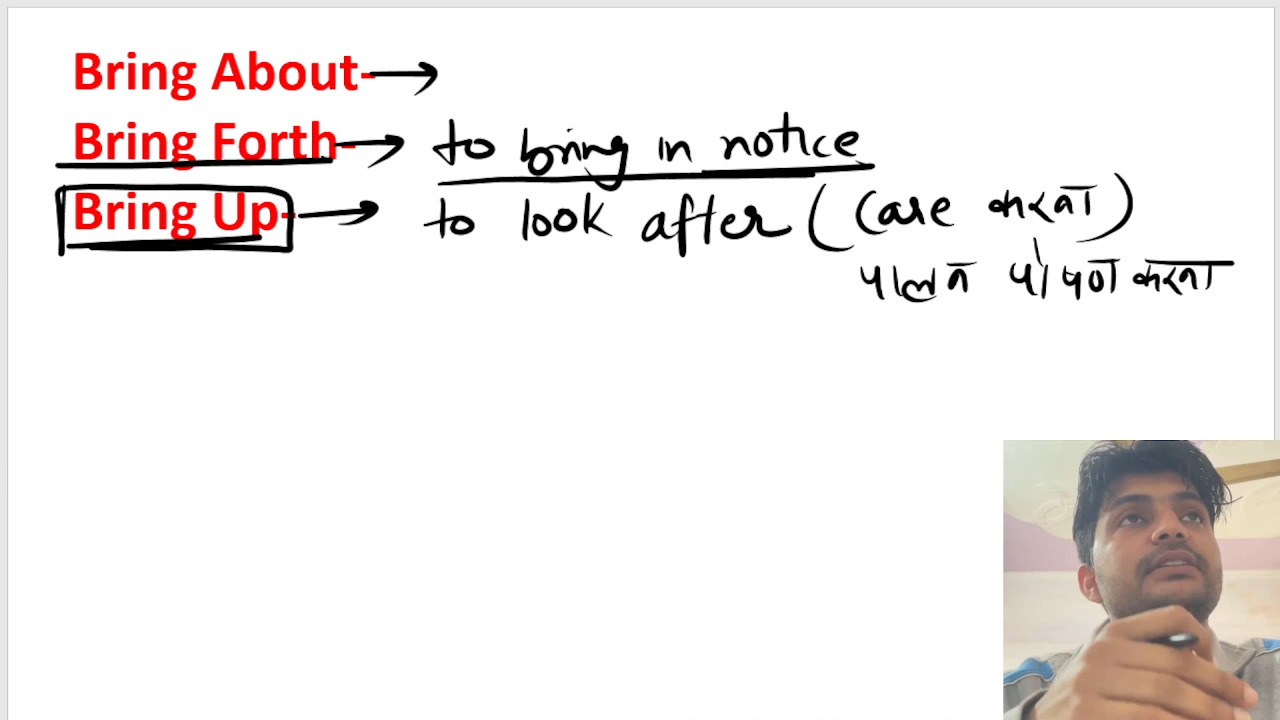 Bring About-→
Bring Forth-→ to bring in notice
Bring Up-→ to look after (Care करना)
पालन पोषण करना